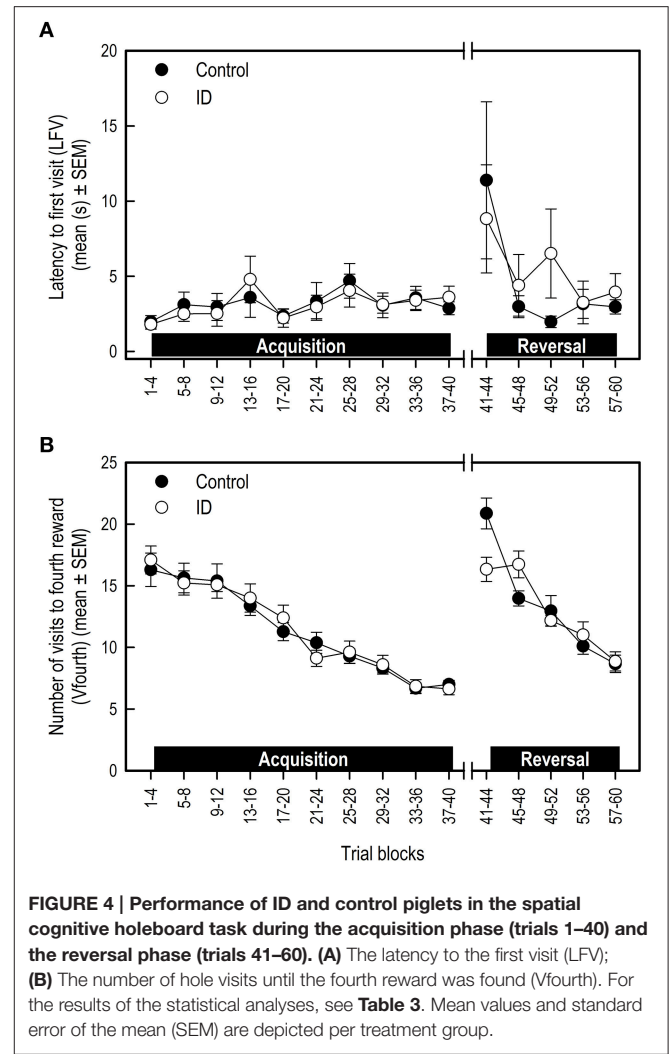 A
20
15
10
5
0
Latency to first visit (LFV)
(mean (s) ± SEM)
Control
ID
Acquisition
Reversal
1-4
5-8
9-12
13-16
17-20
21-24
25-28
29-32
33-36
37-40
41-44
45-48
49-52
53-56
57-60
B
25
20
15
10
5
0
Number of visits to fourth reward
(Vfourth) (mean ± SEM)
Control
ID
Acquisition
Reversal
1-4
5-8
9-12
13-16
17-20
21-24
25-28
29-32
33-36
37-40
41-44
45-48
49-52
53-56
57-60
Trial blocks
FIGURE 4 | Performance of ID and control piglets in the spatial
cognitive holeboard task during the acquisition phase (trials 1–40) and
the reversal phase (trials 41–60). (A) The latency to the first visit (LFV);
(B) The number of hole visits until the fourth reward was found (Vfourth). For
the results of the statistical analyses, see Table 3. Mean values and standard
error of the mean (SEM) are depicted per treatment group.